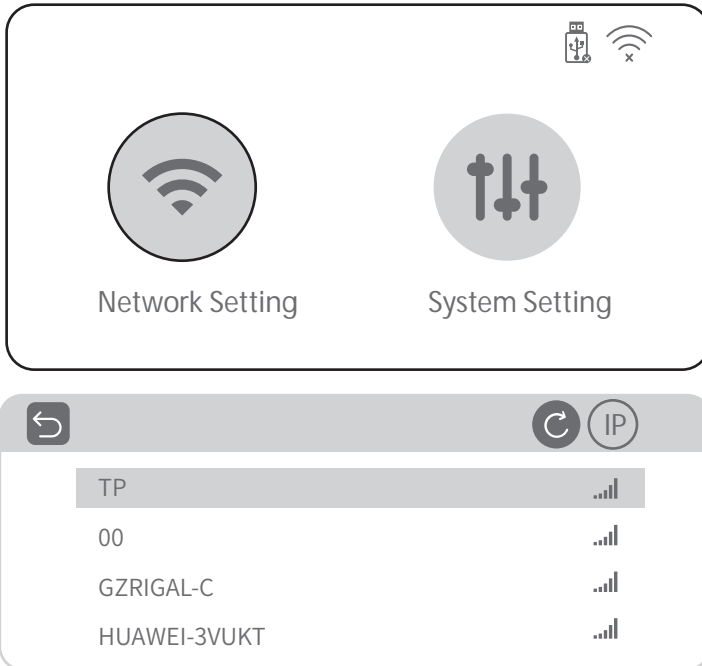 Network Setting System Setting
IP
TP
00
GZRIGAL-C
HUAWEI-3VUKT